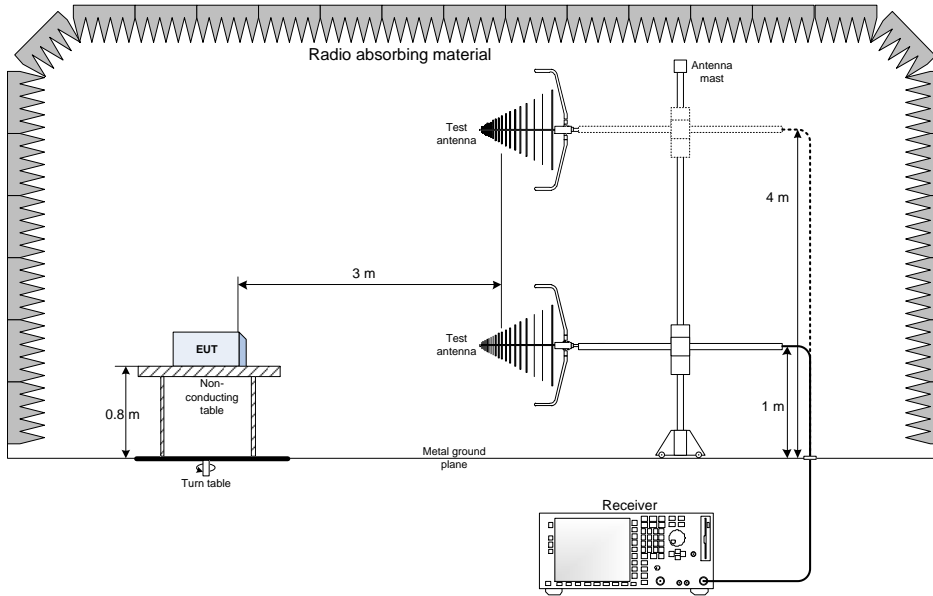 Radio absorbing material
Antenna
mast
Test
antenna
4 m
3 m
Test
antenna
EUT
Non-
conducting
table
0.8 m
1 m
Metal ground
plane
Turn table
Receiver